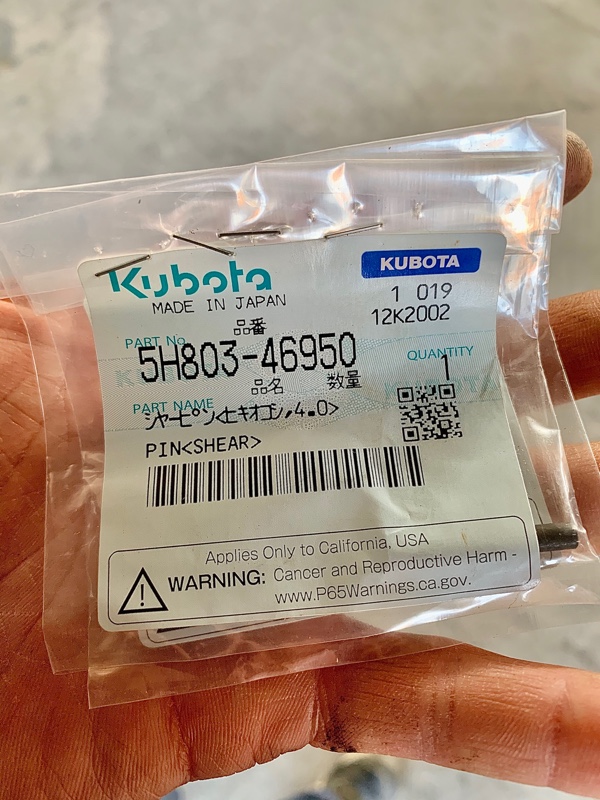 Kubota
KUBOTA
MADE IN JAPAN
1 019
12K2002
品番
PART No.
5H803-46950
QUANTITY
1
品名 数量
PART NAME
シャーピン<ヒキオコシ,4.0>
PIN<SHEAR>
Applies Only to California, USA
WARNING: Cancer and Reproductive Harm -
www.P65Warnings.ca.gov.